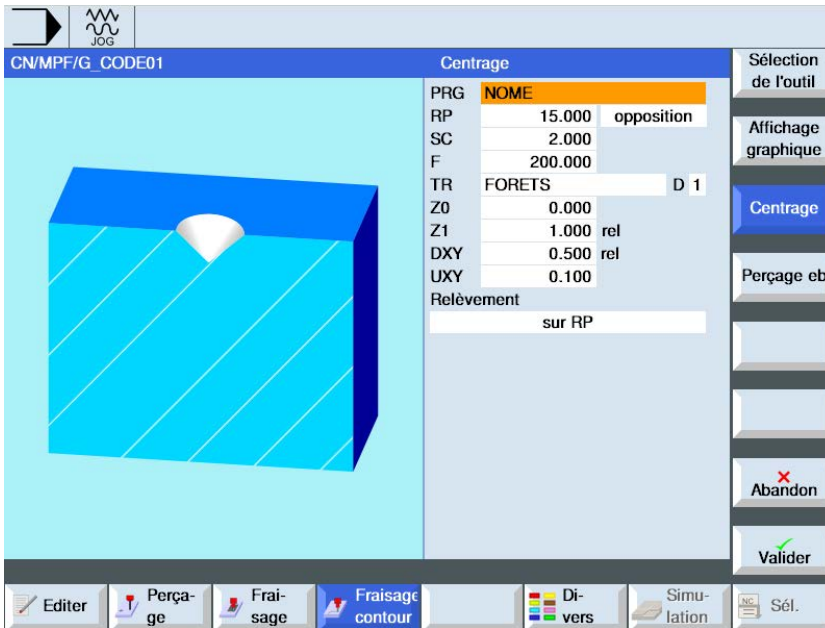 JOG
CN/MPF/G_CODE01
Centrage
PRG NOME
RP 15.000 opposition
SC 2.000
F 200.000
TR FORETS D 1
Z0 0.000
Z1 1.000 rel
DXY 0.500 rel
UXY 0.100
Relèvement
sur RP
Sélection
de l'outil
Affichage
graphique
Centrage
Perçage eb
Abandon
Valider
Editer
Perça-
ge
Frai-
sage
Fraisage
contour
Di-
vers
Simu-
lation
NC
Sél.